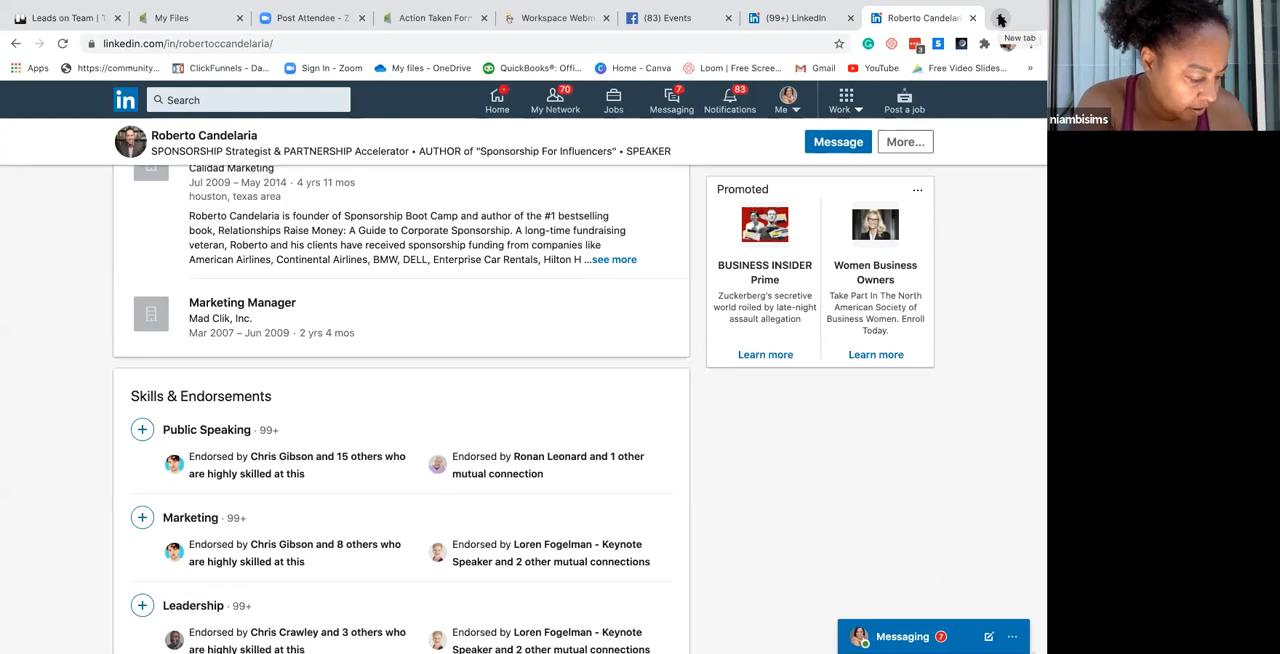 Leads on Team | T
My Files
Post Attendee - Z
Action Taken Forr
Workspace Webm
(83) Events
(99+) LinkedIn
Roberto Candelari
New tab
linkedin.com/in/robertoccandelaria/
Apps
https://community...
ClickFunnels - Da...
Sign In - Zoom
My files - OneDrive
QuickBooks®: Offi...
Home - Canva
Loom | Free Scree...
Gmail
YouTube
Free Video Slides...
»
in
Search
Home
70
My Network
Jobs
7
Messaging
83
Notifications
Me
Work
Post a job
niambisims
Roberto Candelaria
SPONSORSHIP Strategist & PARTNERSHIP Accelerator • AUTHOR of "Sponsorship For Influencers" • SPEAKER
Message
More...
Calidad Marketing
Jul 2009 – May 2014 · 4 yrs 11 mos
houston, texas area
Roberto Candelaria is founder of Sponsorship Boot Camp and author of the #1 bestselling
book, Relationships Raise Money: A Guide to Corporate Sponsorship. A long-time fundraising
veteran, Roberto and his clients have received sponsorship funding from companies like
American Airlines, Continental Airlines, BMW, DELL, Enterprise Car Rentals, Hilton H ...see more
Marketing Manager
Mad Clik, Inc.
Mar 2007 – Jun 2009 · 2 yrs 4 mos
Promoted
...
BUSINESS INSIDER
Prime
Zuckerberg's secretive
world roiled by late-night
assault allegation
Learn more
Women Business
Owners
Take Part In The North
American Society of
Business Women. Enroll
Today.
Learn more
Skills & Endorsements
Public Speaking · 99+
Endorsed by Chris Gibson and 15 others who
are highly skilled at this
Endorsed by Ronan Leonard and 1 other
mutual connection
Marketing · 99+
Endorsed by Chris Gibson and 8 others who
are highly skilled at this
Endorsed by Loren Fogelman - Keynote
Speaker and 2 other mutual connections
Leadership · 99+
Endorsed by Chris Crawley and 3 others who
are highly skilled at this
Endorsed by Loren Fogelman - Keynote
Speaker and 2 other mutual connections
Messaging 7
...